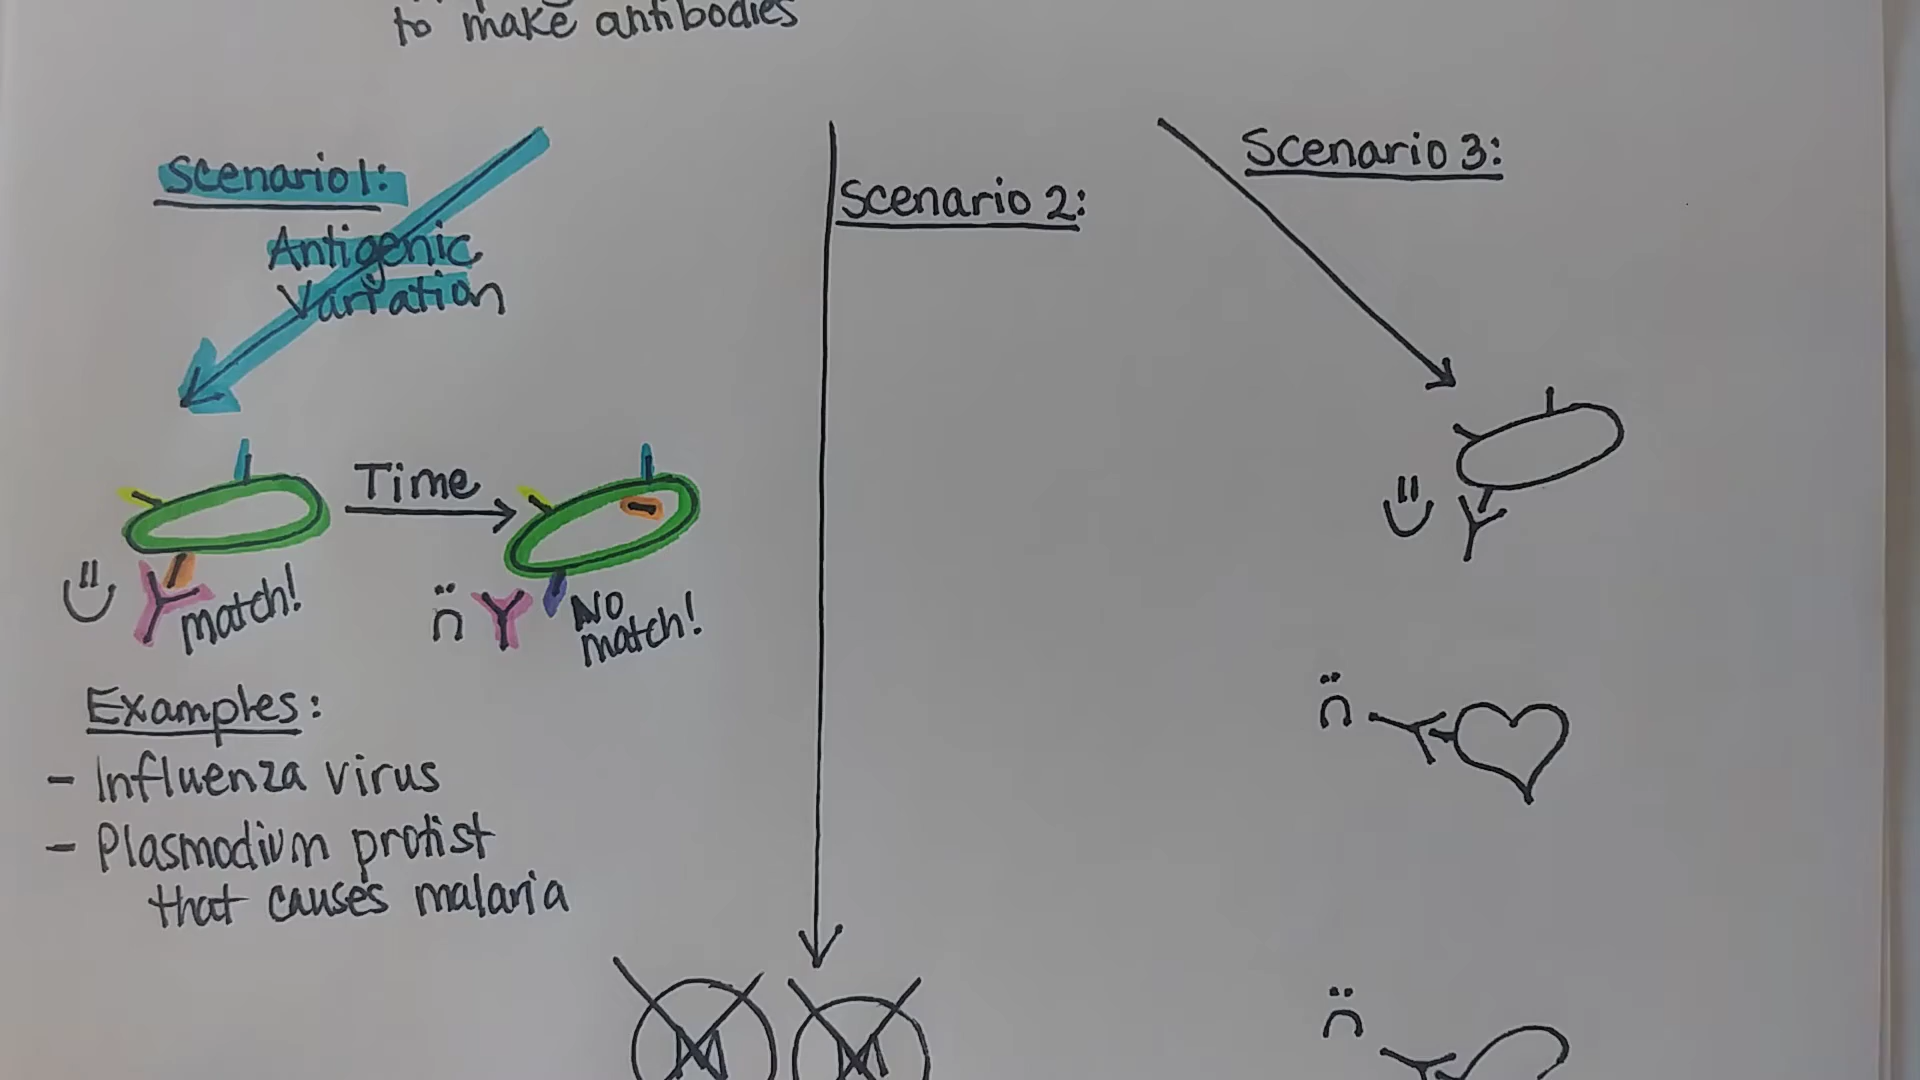 to make antibodies
Scenario 1:
Antigenic
Variation
Time
match!
No
match!
Examples:
- Influenza virus
- Plasmodium protist
that causes malaria
Scenario 2:
Scenario 3: